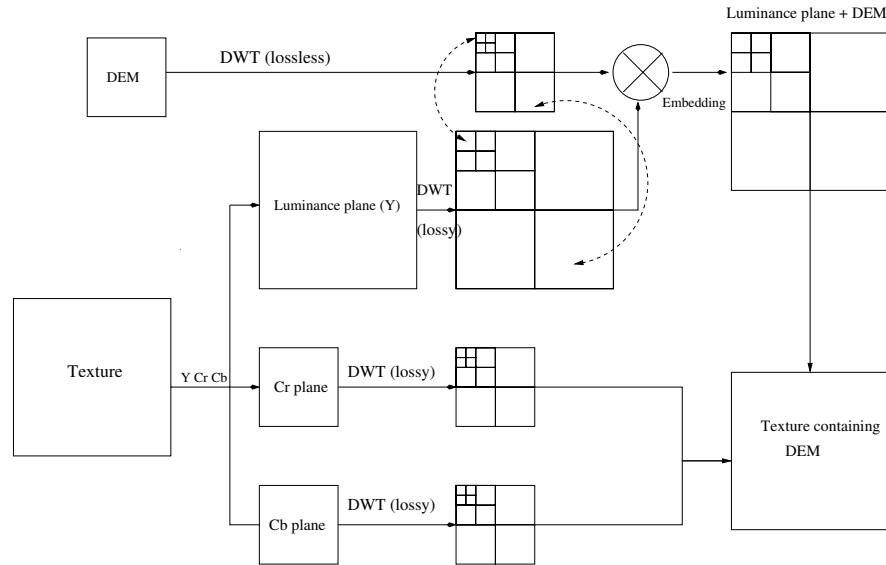 Luminance plane + DEM
DEM
DWT (lossless)
Embedding
Luminance plane (Y)
DWT
(lossy)
Texture
Y Cr Cb
Cr plane
DWT (lossy)
Texture containing
DEM
Cb plane
DWT (lossy)